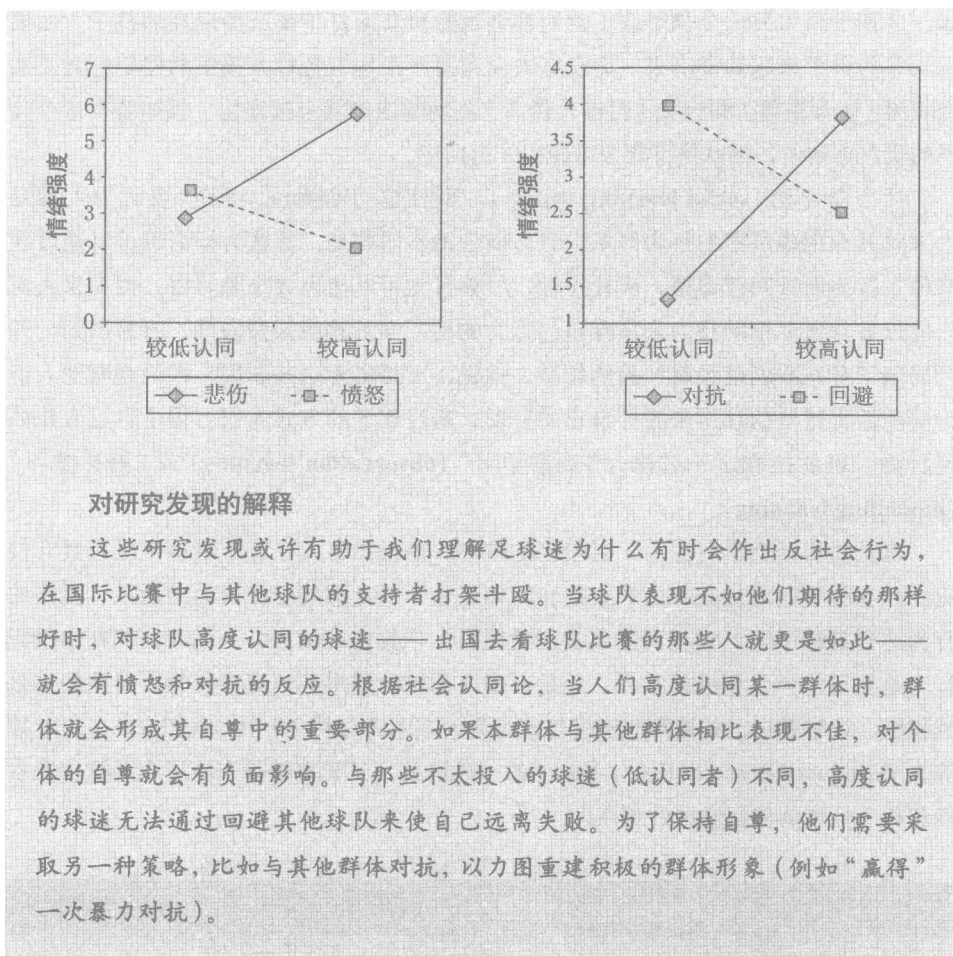 7
6
5
4
3
2
1
0
情绪强度
较低认同 较高认同
悲伤 愤怒
4.5
4
3.5
3
2.5
2
1.5
1
情绪强度
较低认同 较高认同
对抗 回避
对研究发现的解释
这些研究发现或许有助于我们理解足球迷为什么有时会作出反社会行为，
在国际比赛中与其他球队的支持者打架斗殴。当球队表现不如他们期待的那样
好时，对球队高度认同的球迷——出国去看球队比赛的那些人就更是如此——
就会有愤怒和对抗的反应。根据社会认同论，当人们高度认同某一群体时，群
体就会形成其自尊中的重要部分。如果本群体与其他群体相比表现不佳，对个
体的自尊就会有负面影响。与那些不太投入的球迷（低认同者）不同，高度认同
的球迷无法通过回避其他球队来使自己远离失败。为了保持自尊，他们需要采
取另一种策略，比如与其他群体对抗，以力图重建积极的群体形象（例如“赢得”
一次暴力对抗）。